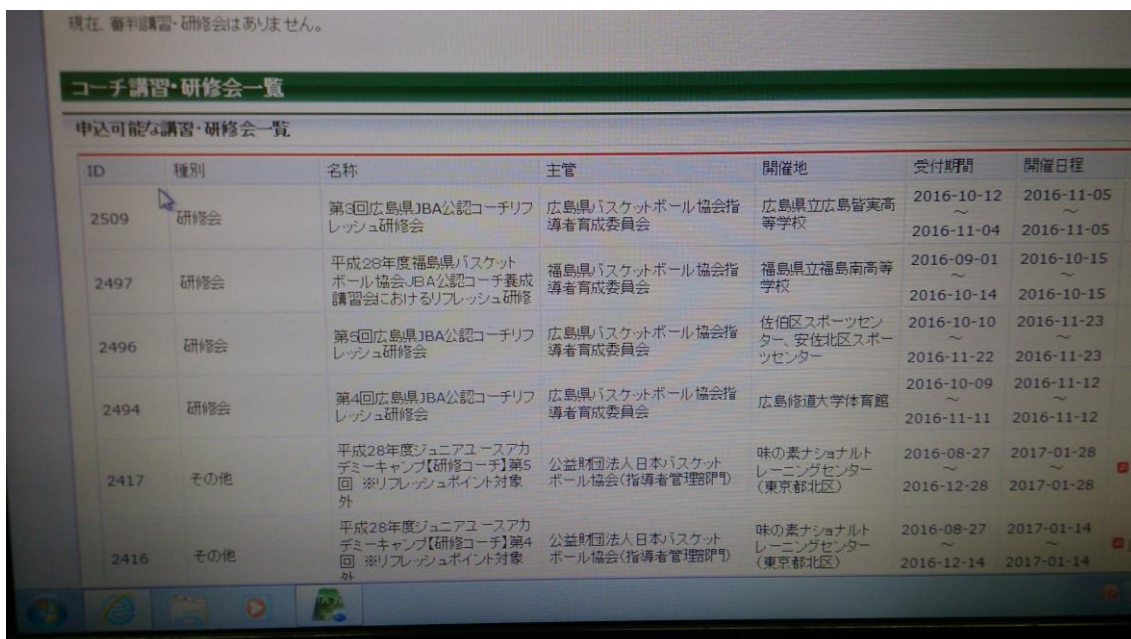 現在、審判講習・研修会はありません。
コーチ講習・研修会一覧
申込可能な講習・研修会一覧
ID 種別 名称 主管 開催地 受付期間 開催日程
2509 研修会 第3回広島県JBA公認コーチリフ 広島県バスケットボール協会指 広島県立広島皆実高 2016-10-12 2016-11-05
レッシュ研修会 導者育成委員会 等学校 ～ ～
2016-11-04 2016-11-05
2497 研修会 平成28年度福島県バスケット 福島県バスケットボール協会指 福島県立福島南高等 2016-09-01 2016-10-15
ボール協会JBA公認コーチ養成 導者育成委員会 学校 ～ ～
講習会におけるリフレッシュ研修 2016-10-14 2016-10-15
2496 研修会 第5回広島県JBA公認コーチリフ 広島県バスケットボール協会指 佐伯区スポーツセン 2016-10-10 2016-11-23
レッシュ研修会 導者育成委員会 ター、安佐北区スポー ～ ～
ツセンター 2016-11-22 2016-11-23
2494 研修会 第4回広島県JBA公認コーチリフ 広島県バスケットボール協会指 広島修道大学体育館 2016-10-09 2016-11-12
レッシュ研修会 導者育成委員会 ～ ～
2016-11-11 2016-11-12
2417 その他 平成28年度ジュニアユースアカ 公益財団法人日本バスケット 味の素ナショナルト 2016-08-27 2017-01-28
デミーキャンプ【研修コーチ】第5 ボール協会(指導者管理部門) レーニングセンター ～ ～
回 ※リフレッシュポイント対象 (東京都北区) 2016-12-28 2017-01-28
外
2416 その他 平成28年度ジュニアユースアカ 公益財団法人日本バスケット 味の素ナショナルト 2016-08-27 2017-01-14
デミーキャンプ【研修コーチ】第4 ボール協会(指導者管理部門) レーニングセンター ～ ～
回 ※リフレッシュポイント対象 (東京都北区) 2016-12-14 2017-01-14
外